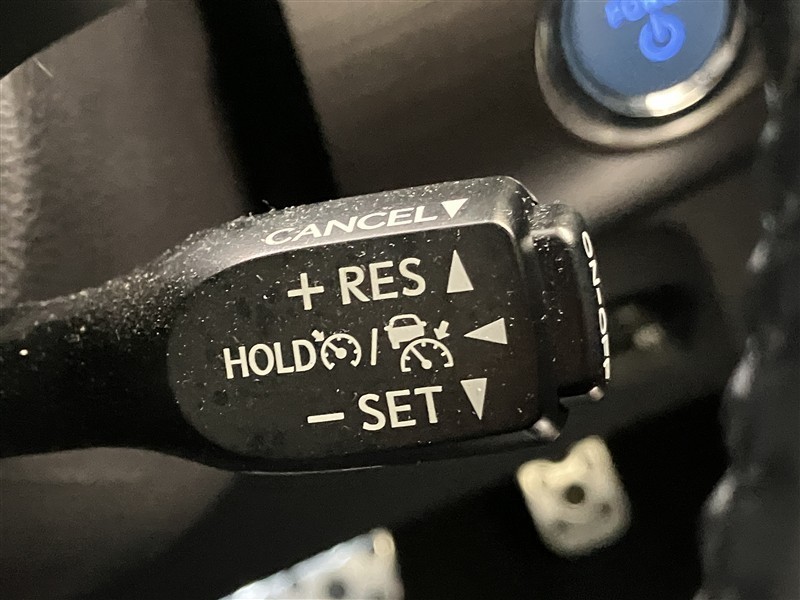 CANCEL▼
+ RES ▲
HOLD / ◀
− SET ▼
ON-OFF